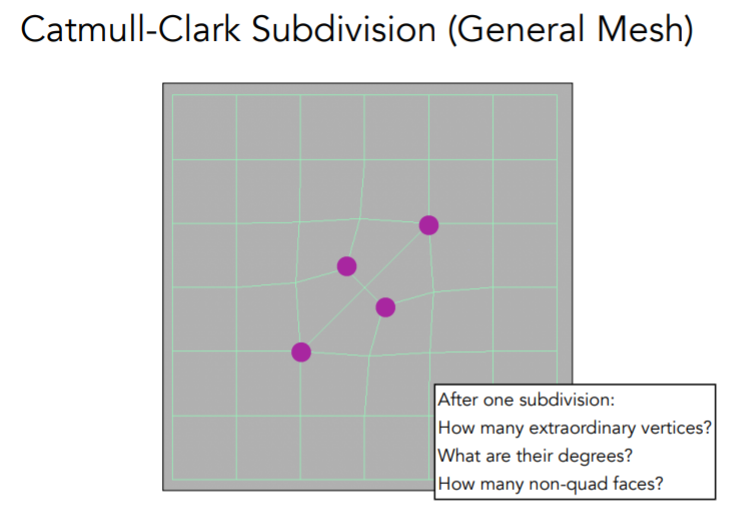 Catmull-Clark Subdivision (General Mesh)
After one subdivision:
How many extraordinary vertices?
What are their degrees?
How many non-quad faces?